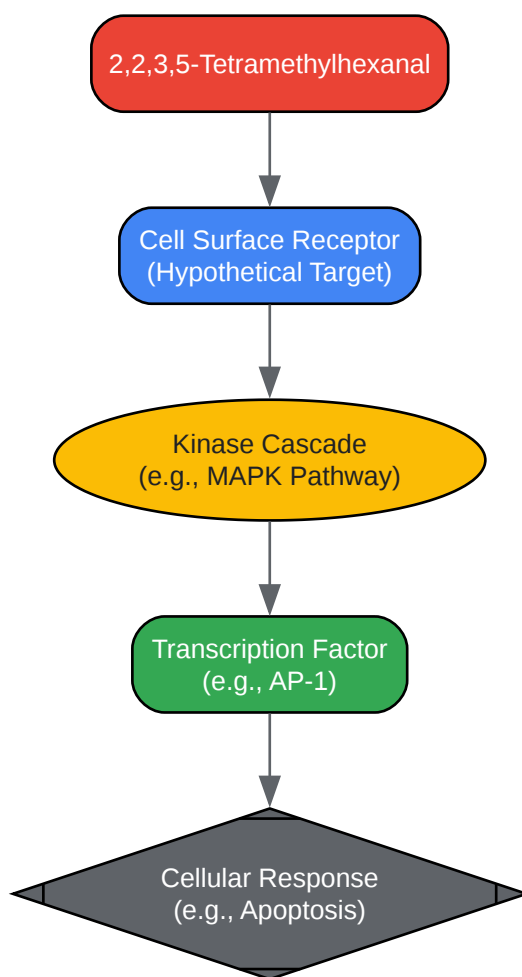 2,2,3,5-Tetramethylhexanal
Cell Surface Receptor
(Hypothetical Target)
Kinase Cascade
(e.g., MAPK Pathway)
Transcription Factor
(e.g., AP-1)
Cellular Response
(e.g., Apoptosis)